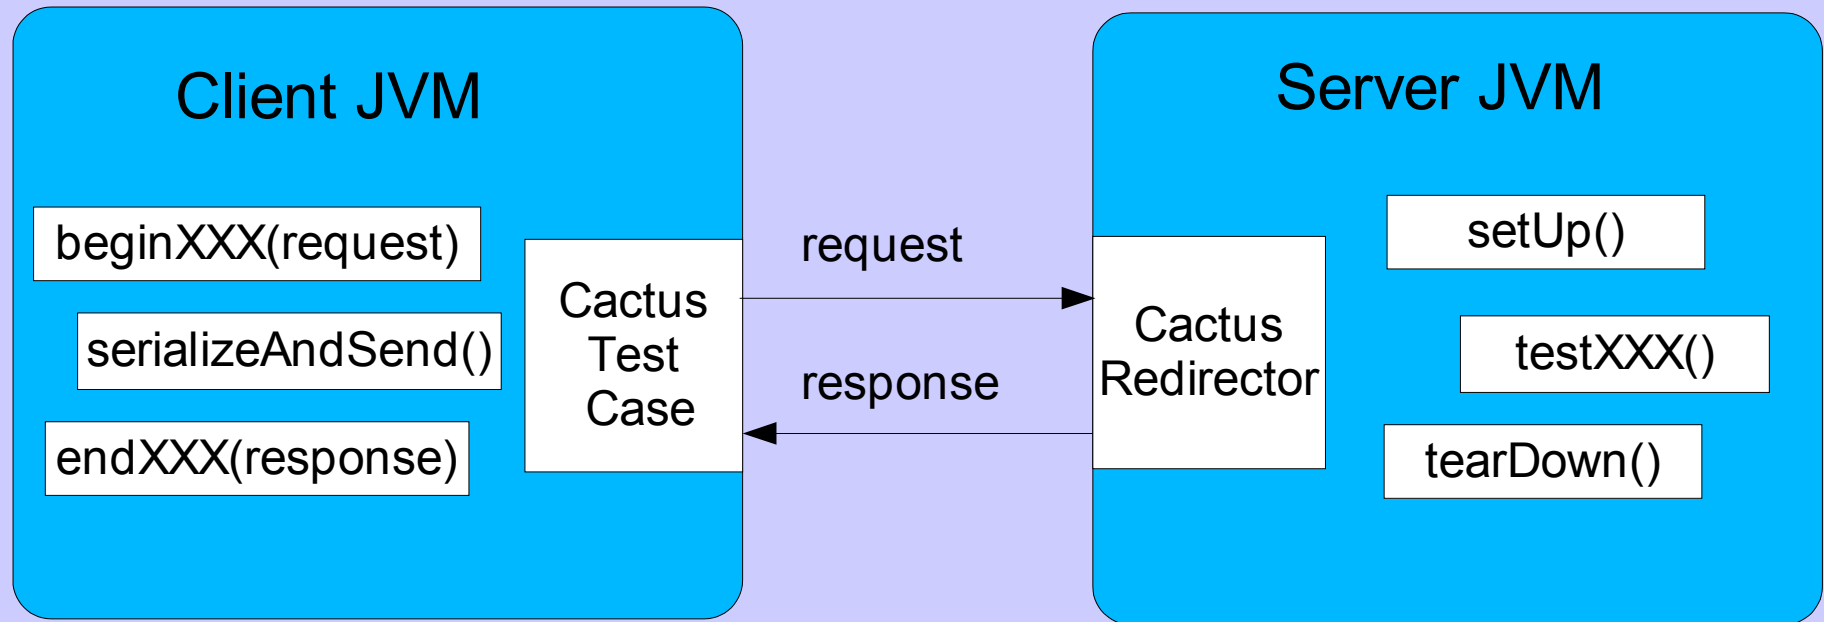 Client JVM
beginXXX(request)
serializeAndSend()
endXXX(response)
Cactus
Test
Case
request
response
Server JVM
Cactus
Redirector
setUp()
testXXX()
tearDown()